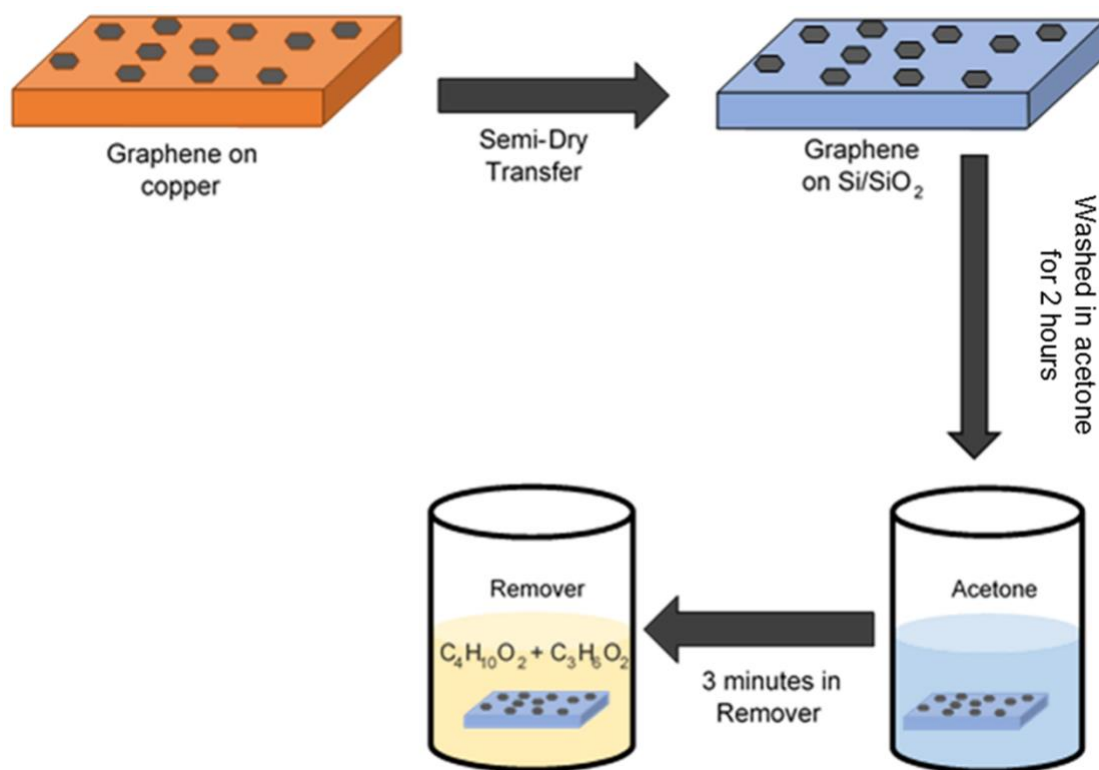 Graphene on
copper
Semi-Dry
Transfer
Graphene
on Si/SiO₂
Washed in acetone
for 2 hours
Acetone
3 minutes in
Remover
Remover
C₄H₁₀O₂ + C₃H₆O₂